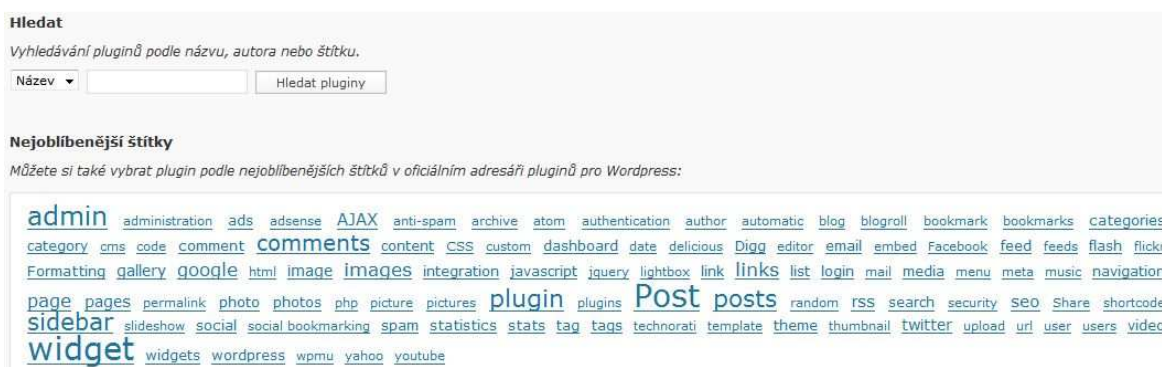 Hledat
Vyhledávání pluginů podle názvu, autora nebo štítku.
Název Hledat pluginy
Nejoblíbenější štítky
Můžete si také vybrat plugin podle nejoblíbenějších štítků v oficiálním adresáři pluginů pro Wordpress:
admin administration ads adsense AJAX anti-spam archive atom authentication author automatic blog blogroll bookmark bookmarks categories
category cms code comment comments content CSS custom dashboard date delicious Digg editor email embed Facebook feed feeds flash flickr
Formatting gallery google html image images integration javascript jquery lightbox link links list login mail media menu meta music navigation
page pages permalink photo photos php picture pictures plugin plugins Post posts random rss search security SEO Share shortcode
sidebar slideshow social social bookmarking spam statistics stats tag tags technorati template theme thumbnail twitter upload url user users video
widget widgets wordpress wpmu yahoo youtube